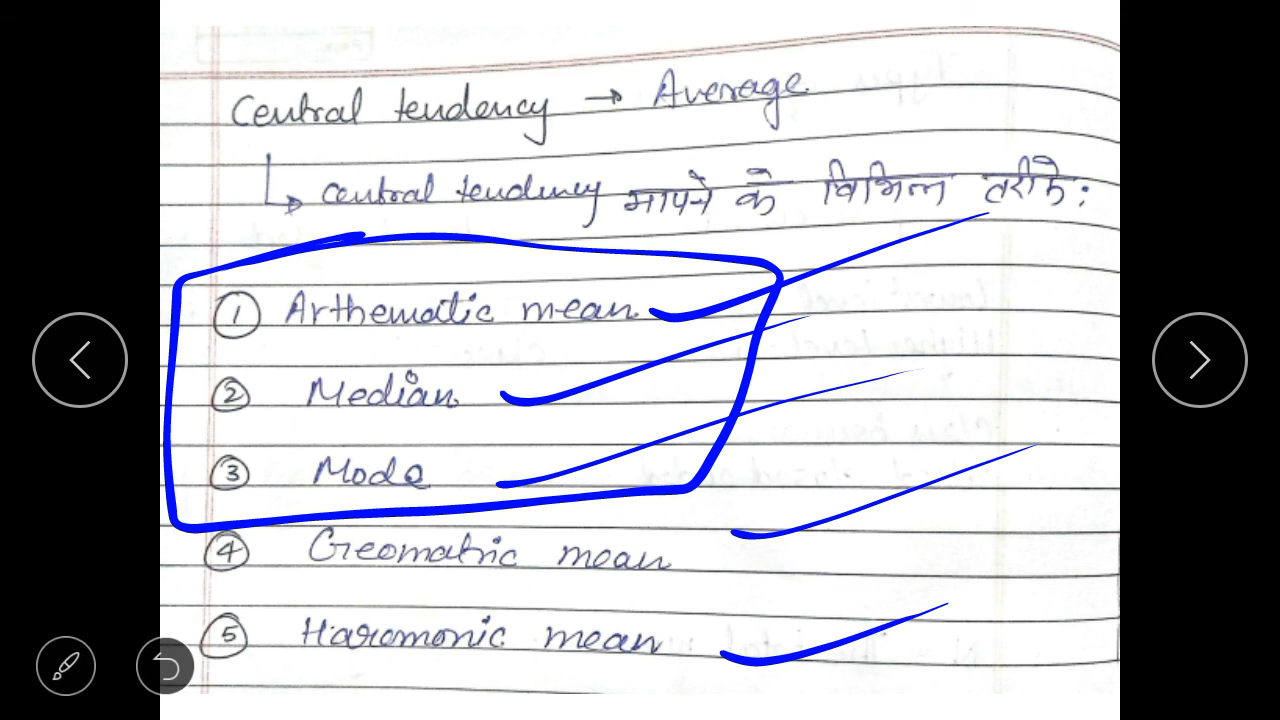 Central tendency → Average
↳ central tendency मापने के विभिन्न तरीके:
① Arthematic mean
② Median
③ Mode
④ Geomatric mean
⑤ Haromonic mean